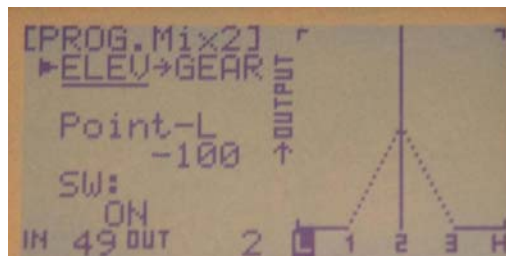 [PROG.Mix2]
ELEV→GEAR
Point-L
-100
SW:
ON
IN 49 OUT 2
→OUTPUT
L 1 2 3 H